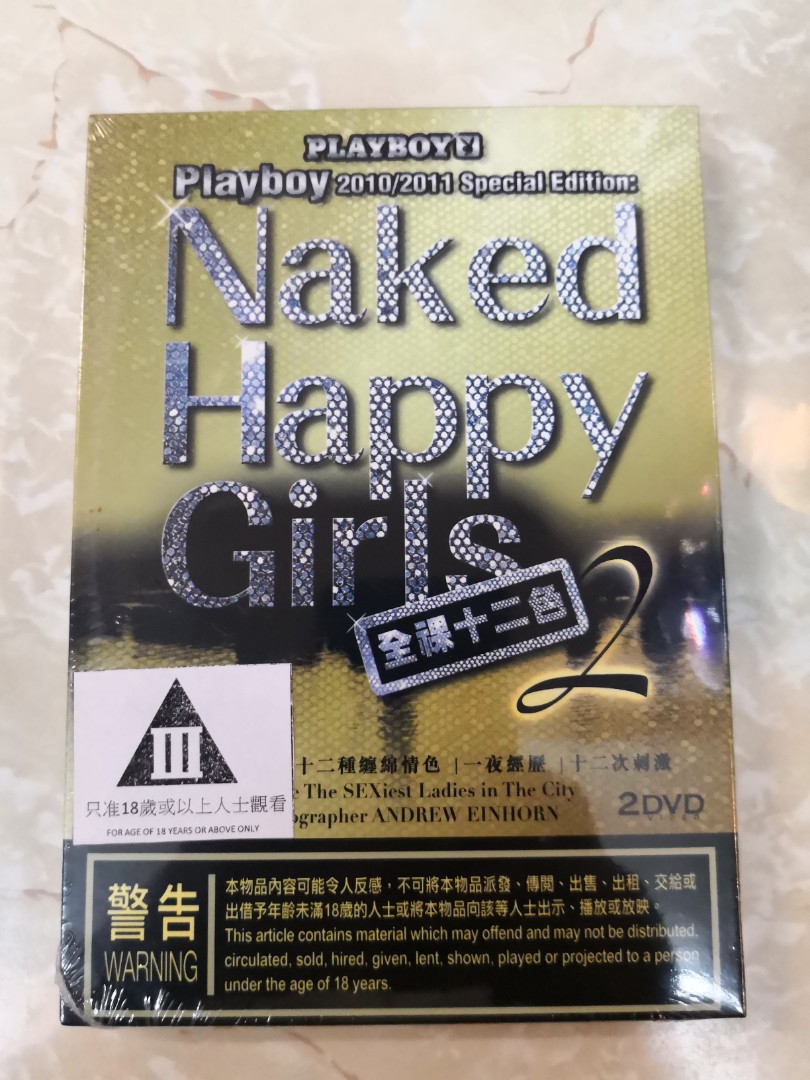 PLAYBOY
Playboy 2010/2011 Special Edition:
Naked
Happy
Girls
2
全裸十二色
十二種纏綿情色 | 一夜經歷 | 十二次刺激
The SEXiest Ladies in The City
ANDREW EINHORN
2DVD
III
只准18歲或以上人士觀看
FOR AGE OF 18 YEARS OR ABOVE ONLY
警告
WARNING
本物品內容可能令人反感，不可將本物品派發、傳閱、出售、出租、交給或
出借予年齡未滿18歲的人士或將本物品向該等人士出示、播放或放映。
This article contains material which may offend and may not be distributed,
circulated, sold, hired, given, lent, shown, played or projected to a person
under the age of 18 years.